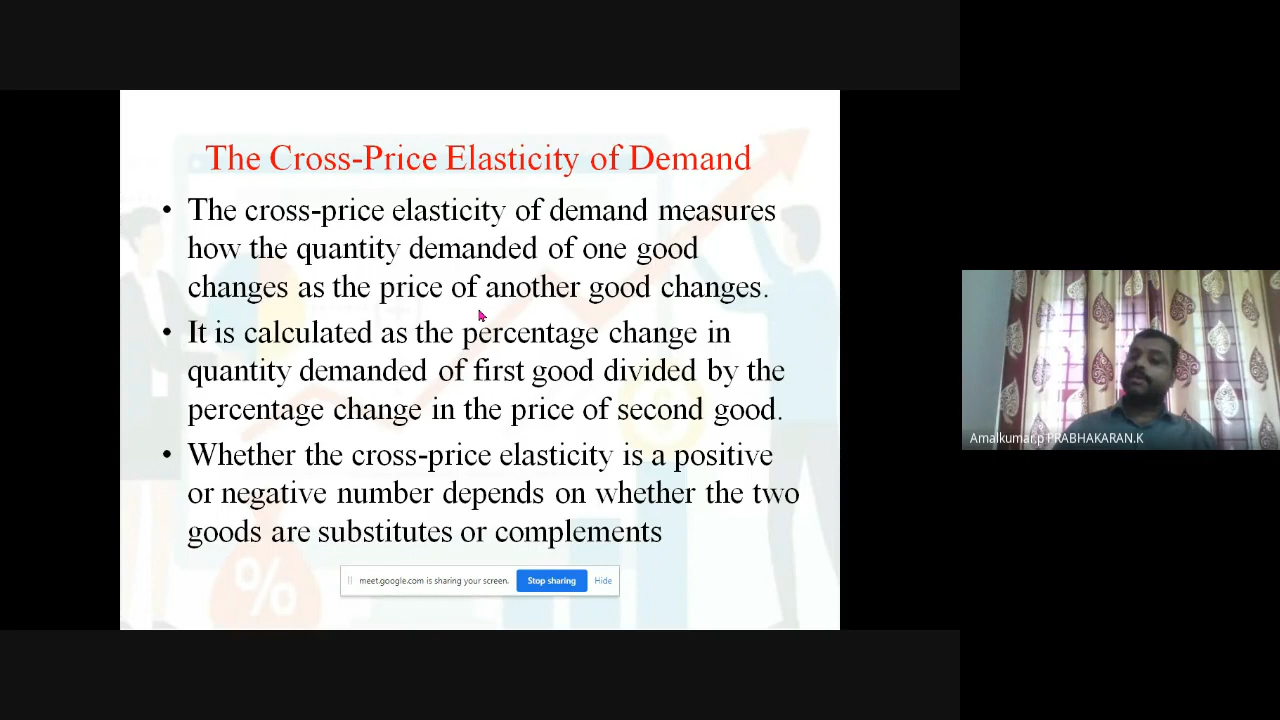 The Cross-Price Elasticity of Demand
• The cross-price elasticity of demand measures
how the quantity demanded of one good
changes as the price of another good changes.
• It is calculated as the percentage change in
quantity demanded of first good divided by the
percentage change in the price of second good.
• Whether the cross-price elasticity is a positive
or negative number depends on whether the two
goods are substitutes or complements
%
meet.google.com is sharing your screen. Stop sharing Hide
Amalkumar.p PRABHAKARAN.K